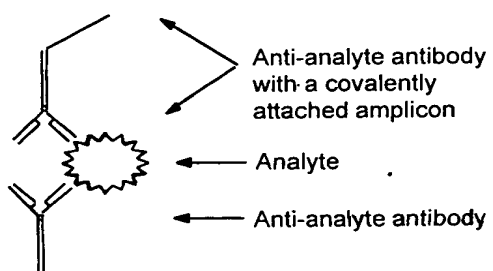 Anti-analyte antibody
with a covalently
attached amplicon
Analyte
Anti-analyte antibody